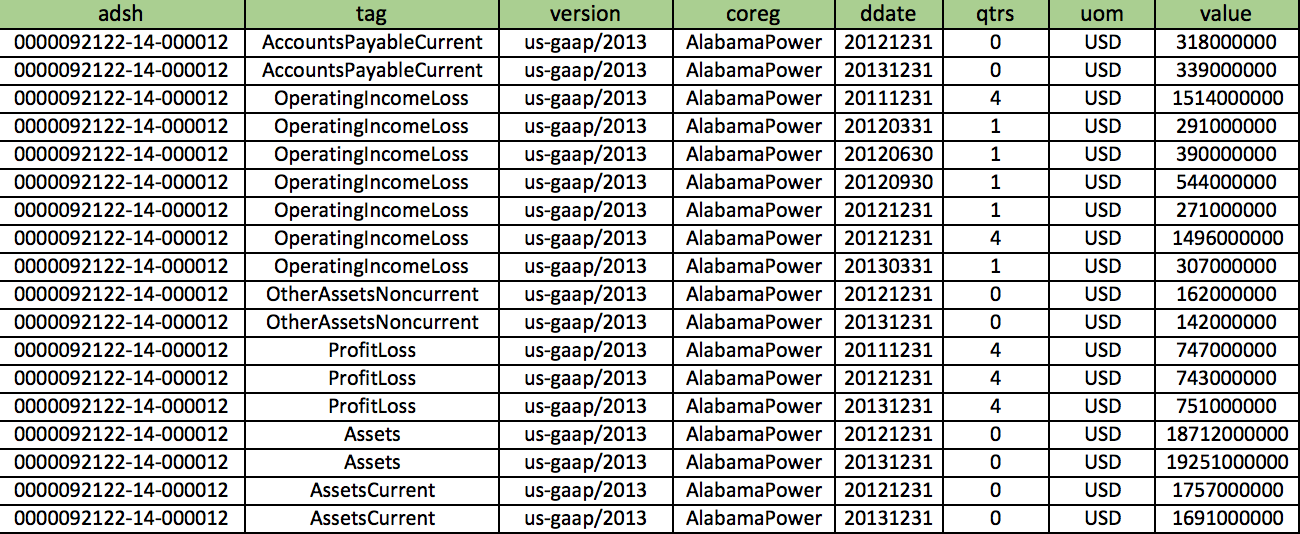 adsh tag version coreg ddate qtrs uom value
0000092122-14-000012 AccountsPayableCurrent us-gaap/2013 AlabamaPower 20121231 0 USD 318000000
0000092122-14-000012 AccountsPayableCurrent us-gaap/2013 AlabamaPower 20131231 0 USD 339000000
0000092122-14-000012 OperatingIncomeLoss us-gaap/2013 AlabamaPower 20111231 4 USD 1514000000
0000092122-14-000012 OperatingIncomeLoss us-gaap/2013 AlabamaPower 20120331 1 USD 291000000
0000092122-14-000012 OperatingIncomeLoss us-gaap/2013 AlabamaPower 20120630 1 USD 390000000
0000092122-14-000012 OperatingIncomeLoss us-gaap/2013 AlabamaPower 20120930 1 USD 544000000
0000092122-14-000012 OperatingIncomeLoss us-gaap/2013 AlabamaPower 20121231 1 USD 271000000
0000092122-14-000012 OperatingIncomeLoss us-gaap/2013 AlabamaPower 20121231 4 USD 1496000000
0000092122-14-000012 OperatingIncomeLoss us-gaap/2013 AlabamaPower 20130331 1 USD 307000000
0000092122-14-000012 OtherAssetsNoncurrent us-gaap/2013 AlabamaPower 20121231 0 USD 162000000
0000092122-14-000012 OtherAssetsNoncurrent us-gaap/2013 AlabamaPower 20131231 0 USD 142000000
0000092122-14-000012 ProfitLoss us-gaap/2013 AlabamaPower 20111231 4 USD 747000000
0000092122-14-000012 ProfitLoss us-gaap/2013 AlabamaPower 20121231 4 USD 743000000
0000092122-14-000012 ProfitLoss us-gaap/2013 AlabamaPower 20131231 4 USD 751000000
0000092122-14-000012 Assets us-gaap/2013 AlabamaPower 20121231 0 USD 18712000000
0000092122-14-000012 Assets us-gaap/2013 AlabamaPower 20131231 0 USD 19251000000
0000092122-14-000012 AssetsCurrent us-gaap/2013 AlabamaPower 20121231 0 USD 1757000000
0000092122-14-000012 AssetsCurrent us-gaap/2013 AlabamaPower 20131231 0 USD 1691000000